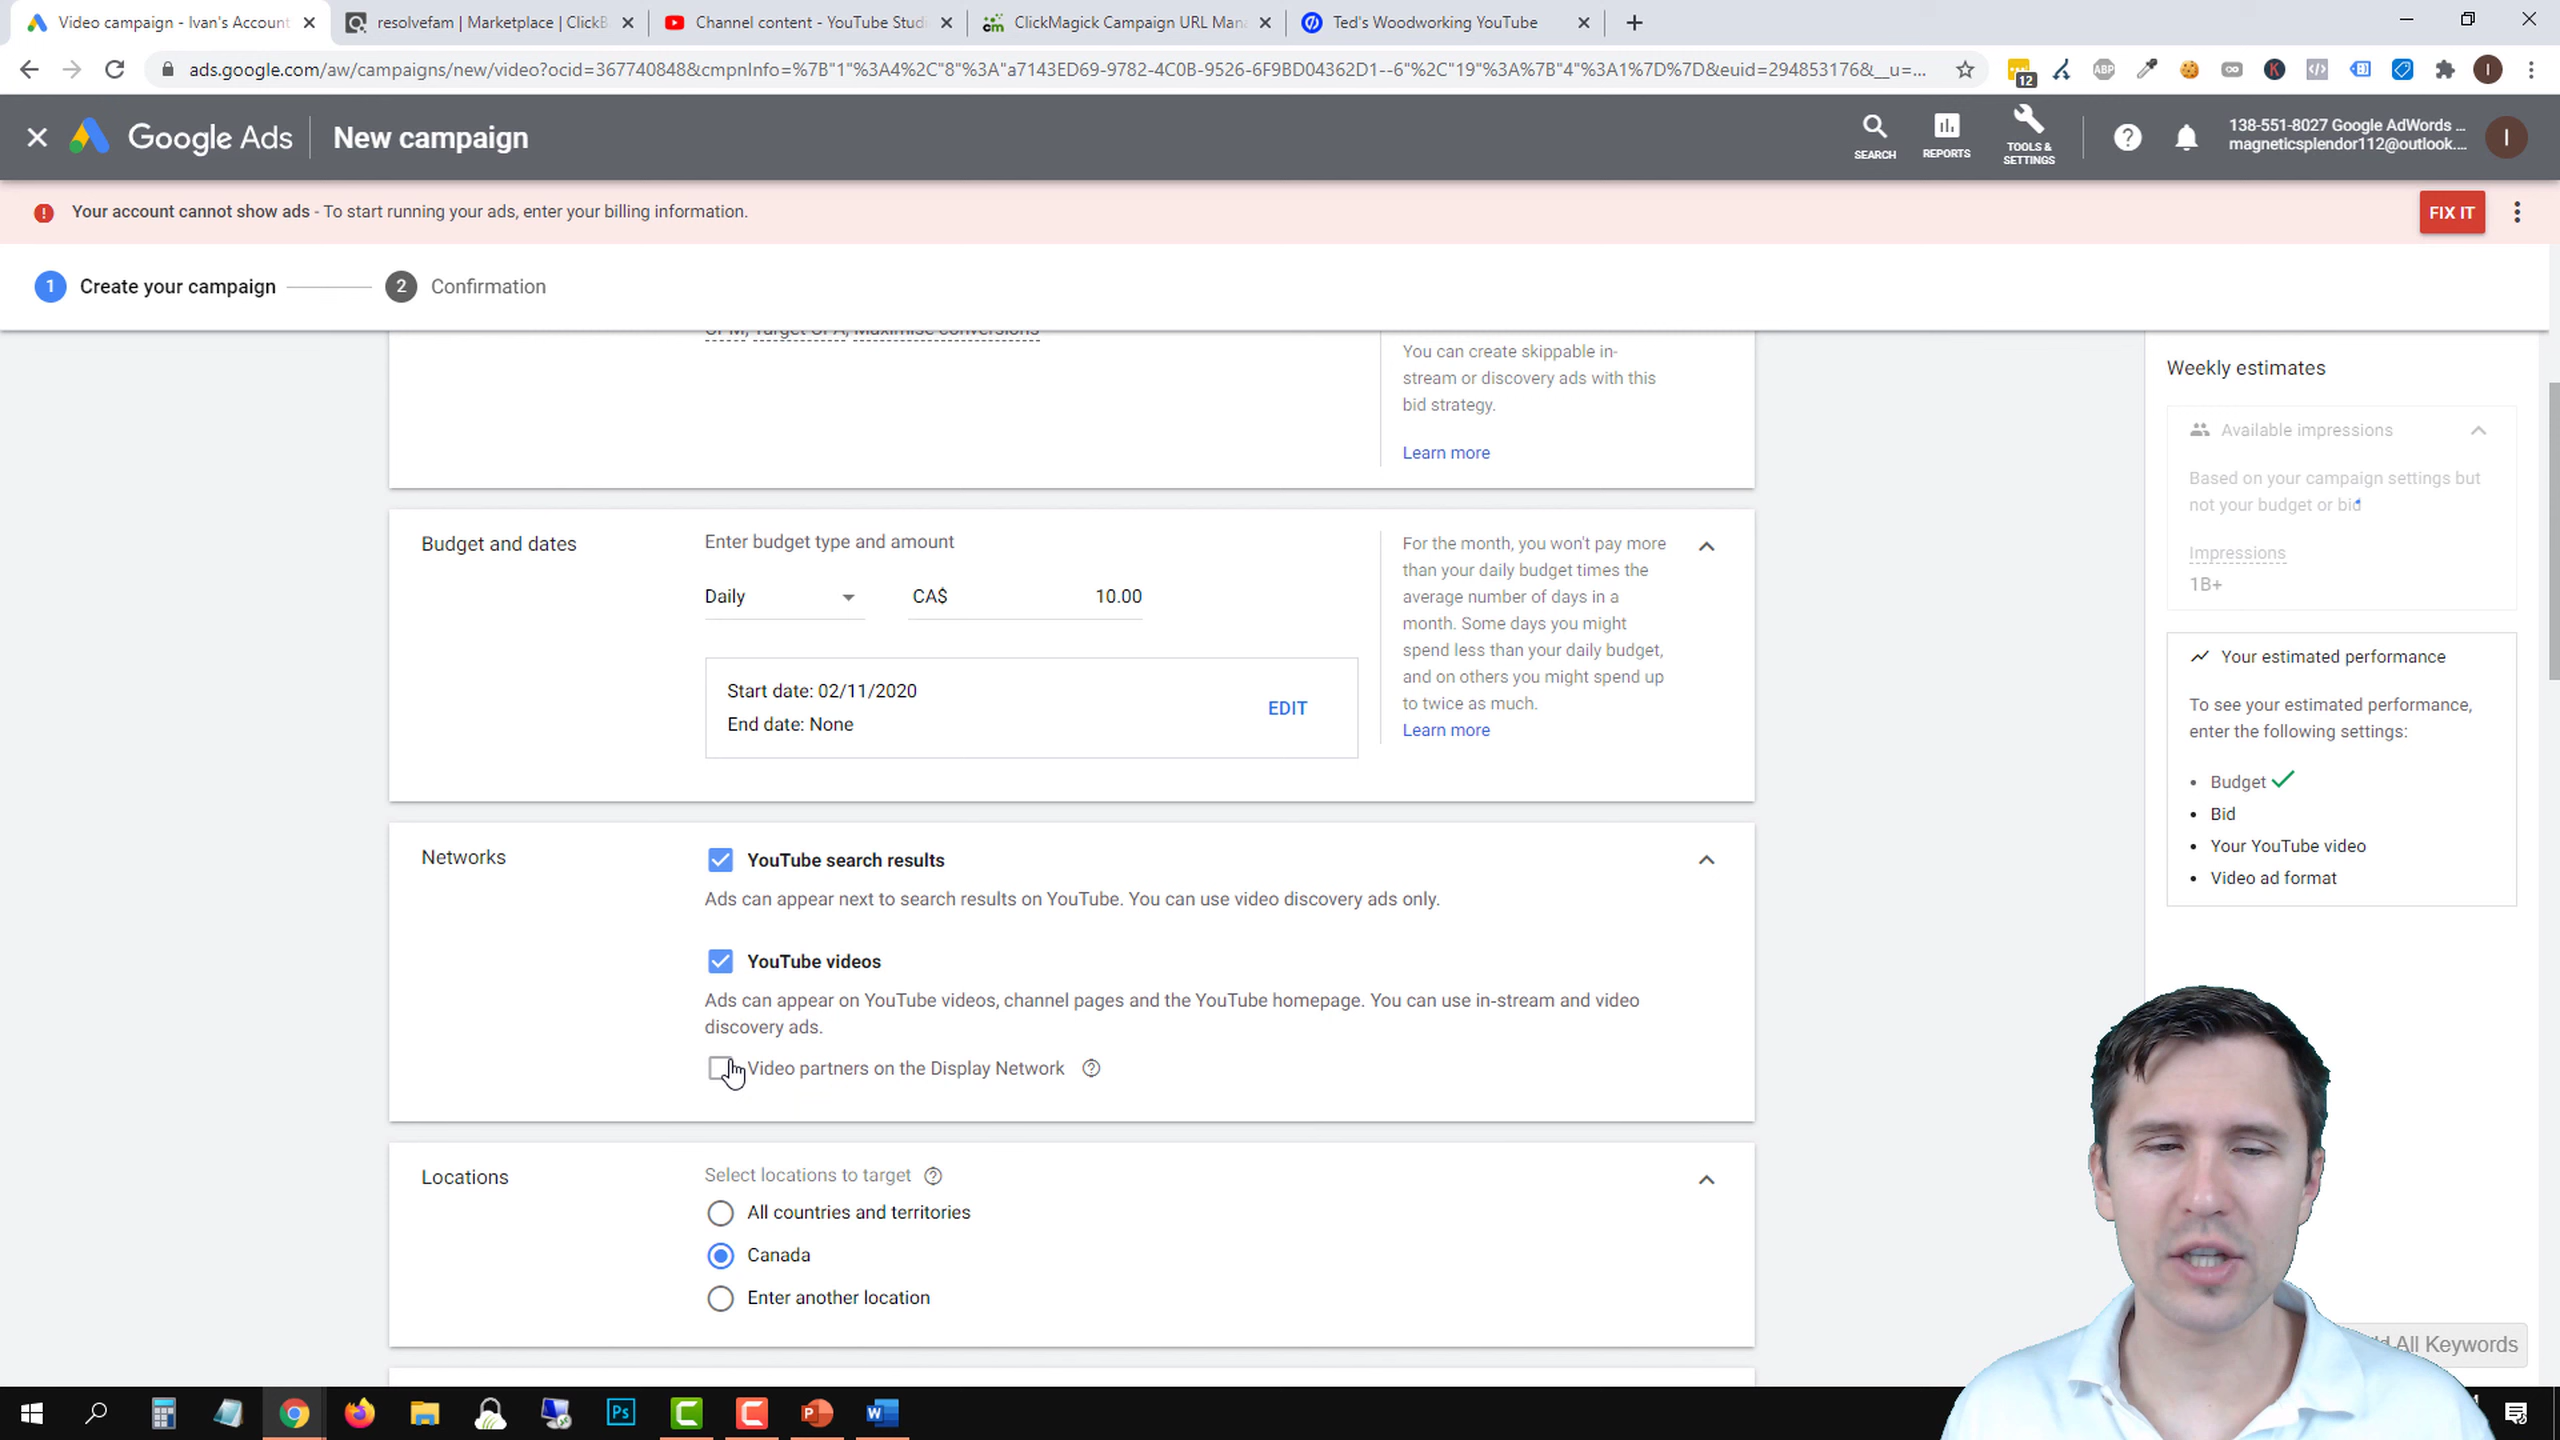 Video campaign - Ivan's Account
resolvefam | Marketplace | ClickB
Channel content - YouTube Studi
ClickMagick Campaign URL Man
Ted's Woodworking YouTube
ads.google.com/aw/campaigns/new/video?ocid=367740848&cmpnInfo=%7B"1"%3A4%2C"8"%3A"a7143ED69-9782-4C0B-9526-6F9BD04362D1--6"%2C"19"%3A%7B"4"%3A1%7D%7D&euid=294853176&__u=...
12
ABP
K
I
Google Ads
New campaign
SEARCH
REPORTS
TOOLS &
SETTINGS
138-551-8027 Google AdWords ...
magneticsplendor112@outlook....
I
Your account cannot show ads - To start running your ads, enter your billing information.
FIX IT
1 Create your campaign
2 Confirmation
CPM, Target CPA, Maximise conversions
You can create skippable in-
stream or discovery ads with this
bid strategy.
Learn more
Budget and dates
Enter budget type and amount
Daily
CA$ 10.00
Start date: 02/11/2020
End date: None
EDIT
For the month, you won't pay more
than your daily budget times the
average number of days in a
month. Some days you might
spend less than your daily budget,
and on others you might spend up
to twice as much.
Learn more
Networks
YouTube search results
Ads can appear next to search results on YouTube. You can use video discovery ads only.
YouTube videos
Ads can appear on YouTube videos, channel pages and the YouTube homepage. You can use in-stream and video
discovery ads.
Video partners on the Display Network
Locations
Select locations to target
All countries and territories
Canada
Enter another location
Weekly estimates
Available impressions
Based on your campaign settings but
not your budget or bid
Impressions
1B+
Your estimated performance
To see your estimated performance,
enter the following settings:
Budget
Bid
Your YouTube video
Video ad format
All Keywords
Ps